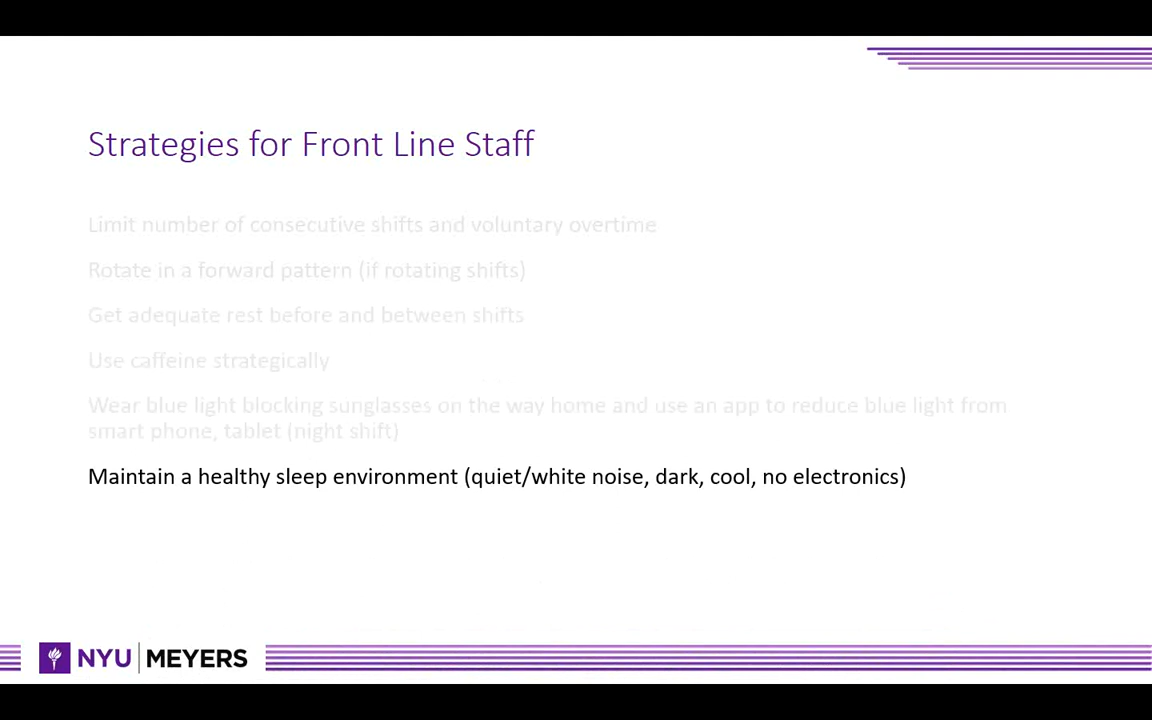 Strategies for Front Line Staff
Limit number of consecutive shifts and voluntary overtime
Rotate in a forward pattern (if rotating shifts)
Get adequate rest before and between shifts
Use caffeine strategically
Wear blue light blocking sunglasses on the way home and use an app to reduce blue light from
smart phone, tablet (night shift)
Maintain a healthy sleep environment (quiet/white noise, dark, cool, no electronics)
NYU MEYERS